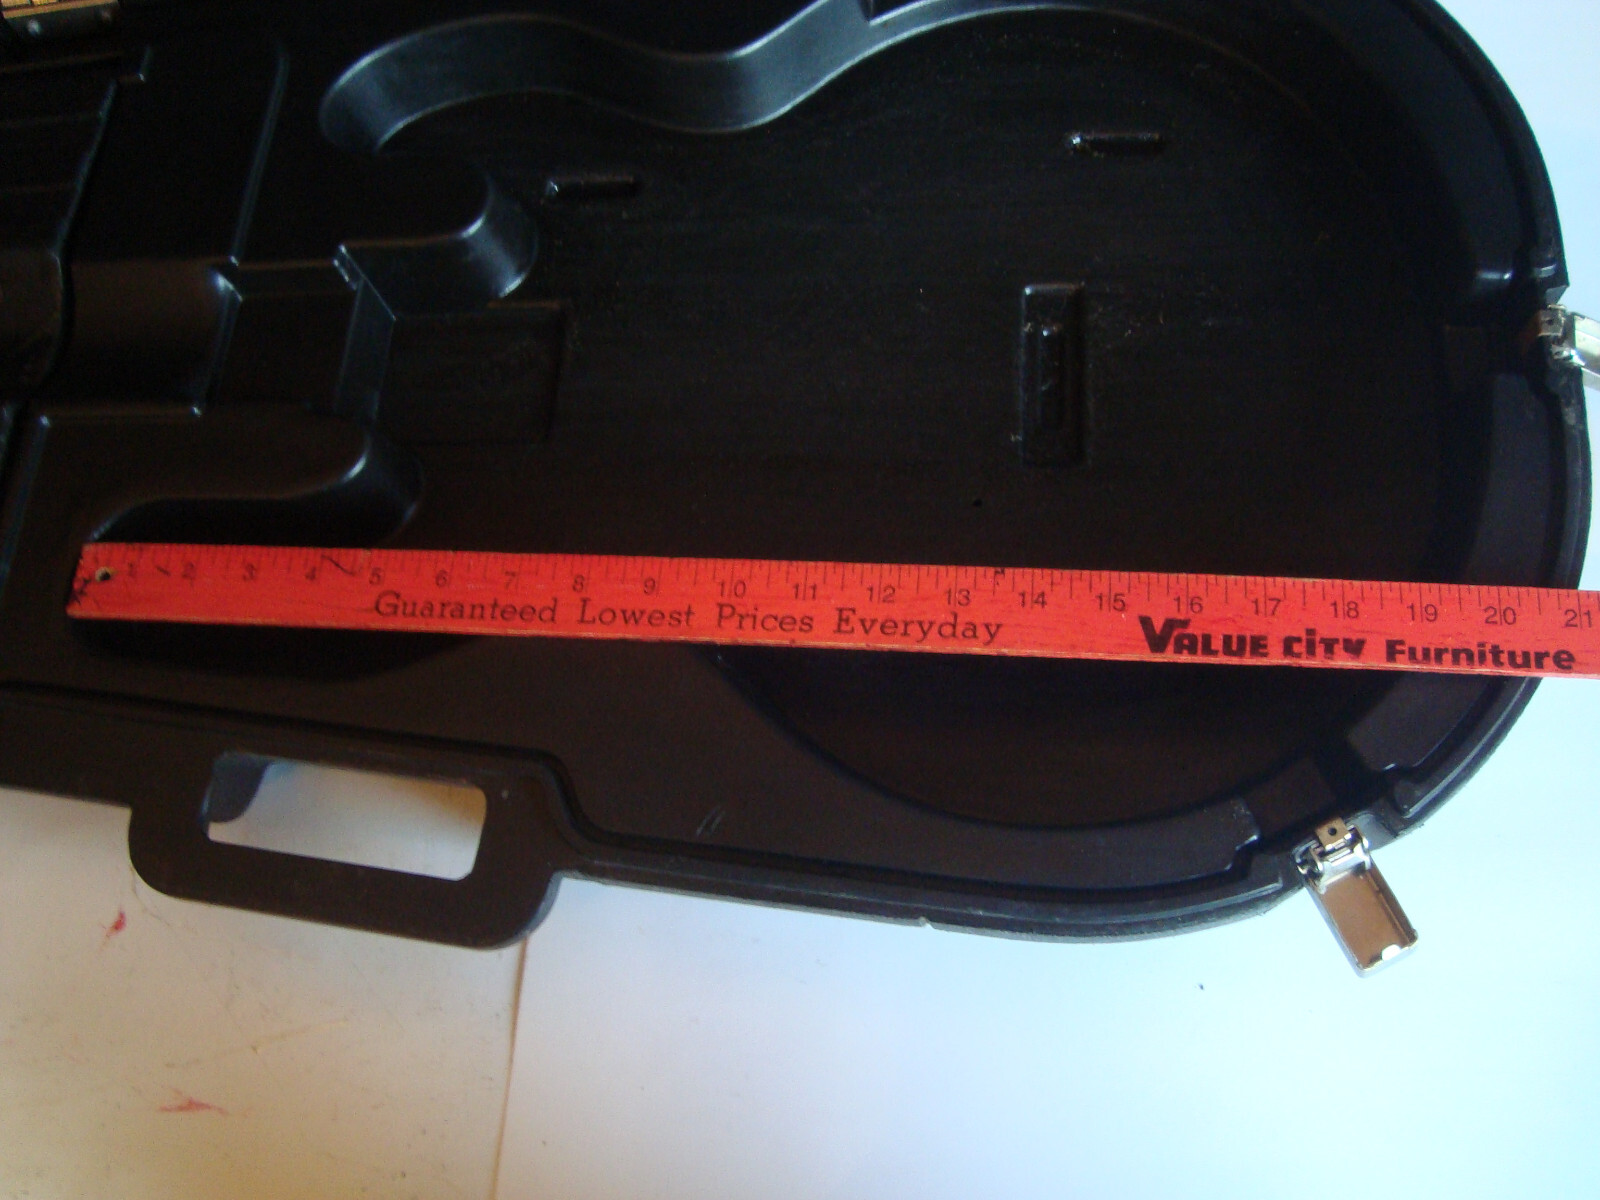 1 2 3 4 5 6 7 8 9 10 11 12 13 14 15 16 17 18 19 20 21
Guaranteed Lowest Prices Everyday
VALUE CiTY Furniture